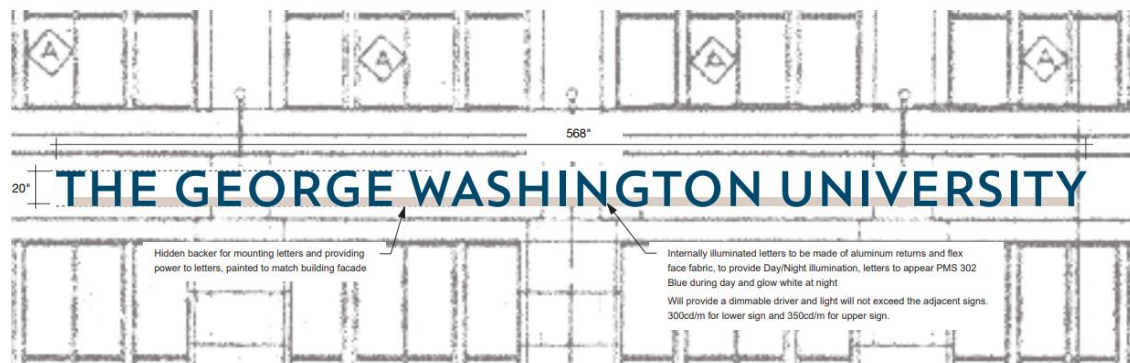 A A A A
568"
20"
THE GEORGE WASHINGTON UNIVERSITY
Hidden backer for mounting letters and providing
power to letters, painted to match building facade
Internally illuminated letters to be made of aluminum returns and flex
face fabric, to provide Day/Night illumination, letters to appear PMS 302
Blue during day and glow white at night
Will provide a dimmable driver and light will not exceed the adjacent signs.
300cd/m for lower sign and 350cd/m for upper sign.